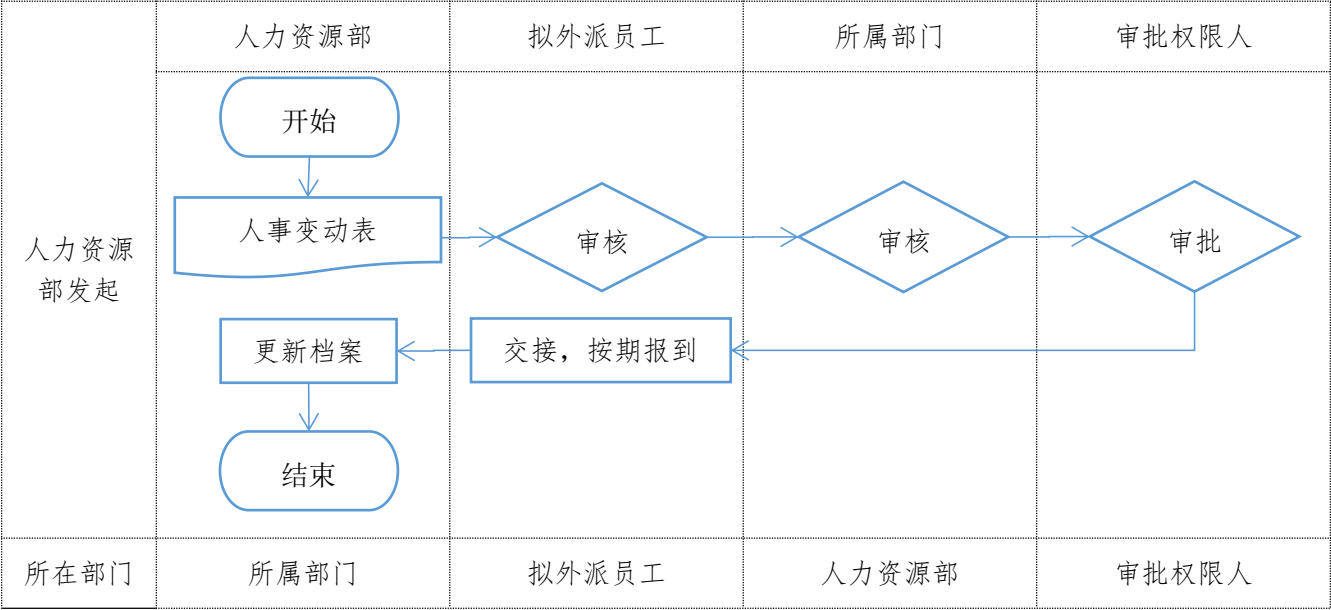 人力资源部
拟外派员工
所属部门
审批权限人
开始
人事变动表
审核
审核
审批
人力资源
部发起
更新档案
交接，按期报到
结束
所在部门
所属部门
拟外派员工
人力资源部
审批权限人